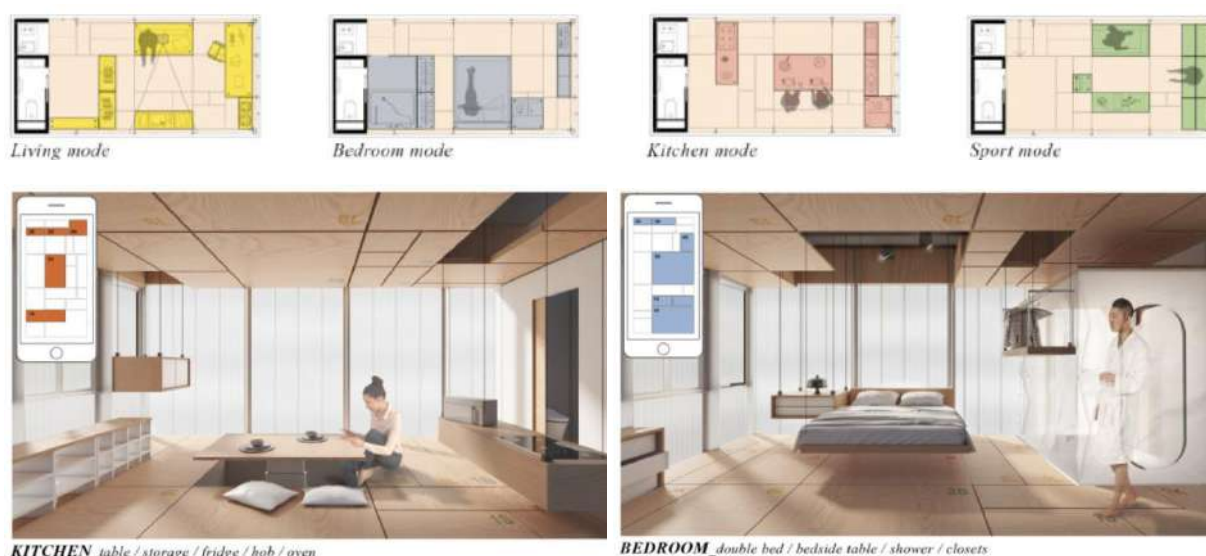 Living mode
Bedroom mode
Kitchen mode
Sport mode
KITCHEN_table / storage / fridge / hob / oven
BEDROOM_double bed / bedside table / shower / closets